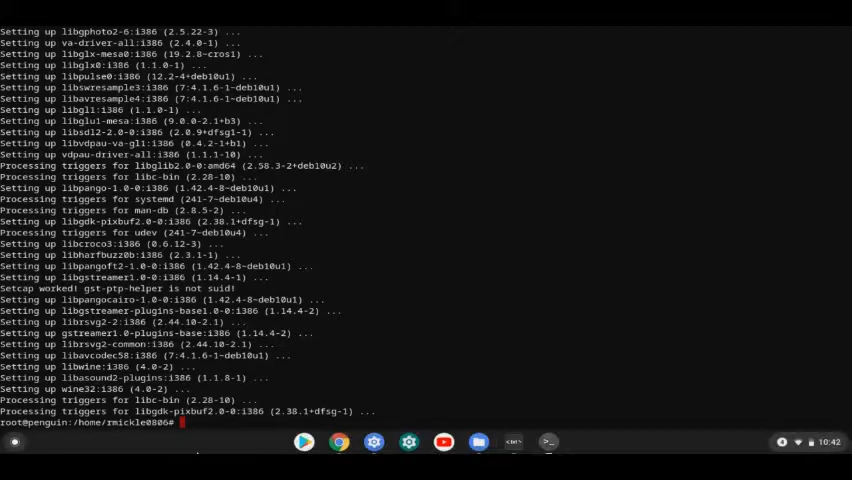 Setting up libgphoto2-6:i386 (2.5.22-3) ...
Setting up va-driver-all:i386 (2.4.0-1) ...
Setting up libglx-mesa0:i386 (19.2.8~cros1) ...
Setting up libglx0:i386 (1.1.0-1) ...
Setting up libpulse0:i386 (12.2-4+deb10u1) ...
Setting up libswresample3:i386 (7:4.1.6-1~deb10u1) ...
Setting up libavresample4:i386 (7:4.1.6-1~deb10u1) ...
Setting up libgl1:i386 (1.1.0-1) ...
Setting up libglu1-mesa:i386 (9.0.0-2.1+b3) ...
Setting up libsdl2-2.0-0:i386 (2.0.9+dfsg1-1) ...
Setting up libvdpau-va-gl1:i386 (0.4.2-1+b1) ...
Setting up vdpau-driver-all:i386 (1.1.1-10) ...
Processing triggers for libglib2.0-0:amd64 (2.58.3-2+deb10u2) ...
Processing triggers for libc-bin (2.28-10) ...
Setting up libpango-1.0-0:i386 (1.42.4-8~deb10u1) ...
Processing triggers for systemd (241-7~deb10u4) ...
Processing triggers for man-db (2.8.5-2) ...
Setting up libgdk-pixbuf2.0-0:i386 (2.38.1+dfsg-1) ...
Processing triggers for udev (241-7~deb10u4) ...
Setting up libcroco3:i386 (0.6.12-3) ...
Setting up libharfbuzz0b:i386 (2.3.1-1) ...
Setting up libpangoft2-1.0-0:i386 (1.42.4-8~deb10u1) ...
Setting up libgstreamer1.0-0:i386 (1.14.4-1) ...
Setcap worked! gst-ptp-helper is not suid!
Setting up libpangocairo-1.0-0:i386 (1.42.4-8~deb10u1) ...
Setting up libgstreamer-plugins-base1.0-0:i386 (1.14.4-2) ...
Setting up librsvg2-2:i386 (2.44.10-2.1) ...
Setting up gstreamer1.0-plugins-base:i386 (1.14.4-2) ...
Setting up librsvg2-common:i386 (2.44.10-2.1) ...
Setting up libavcodec58:i386 (7:4.1.6-1~deb10u1) ...
Setting up libwine:i386 (4.0-2) ...
Setting up libasound2-plugins:i386 (1.1.8-1) ...
Setting up wine32:i386 (4.0-2) ...
Processing triggers for libc-bin (2.28-10) ...
Processing triggers for libgdk-pixbuf2.0-0:i386 (2.38.1+dfsg-1) ...
root@penguin:/home/rmickle0806#
<txt> >_ 4 10:42